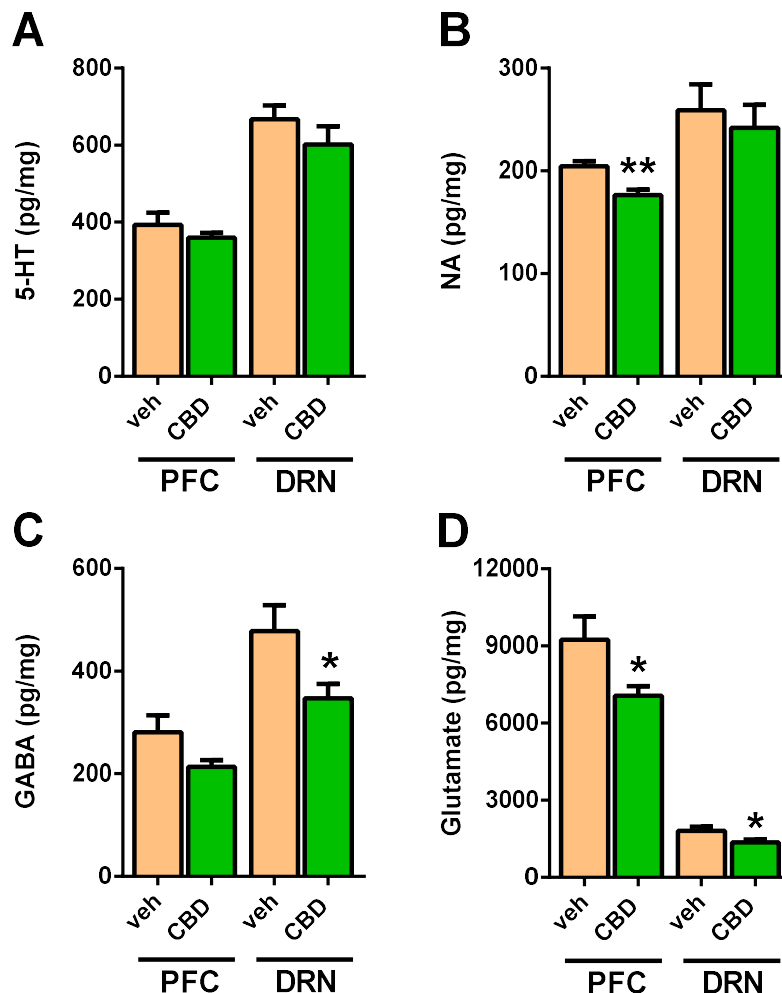 A
5-HT (pg/mg)
800
600
400
200
0
veh
CBD
veh
CBD
PFC
DRN
B
NA (pg/mg)
300
200
100
0
**
veh
CBD
veh
CBD
PFC
DRN
C
GABA (pg/mg)
600
400
200
0
*
veh
CBD
veh
CBD
PFC
DRN
D
Glutamate (pg/mg)
12000
9000
6000
3000
0
*
*
veh
CBD
veh
CBD
PFC
DRN